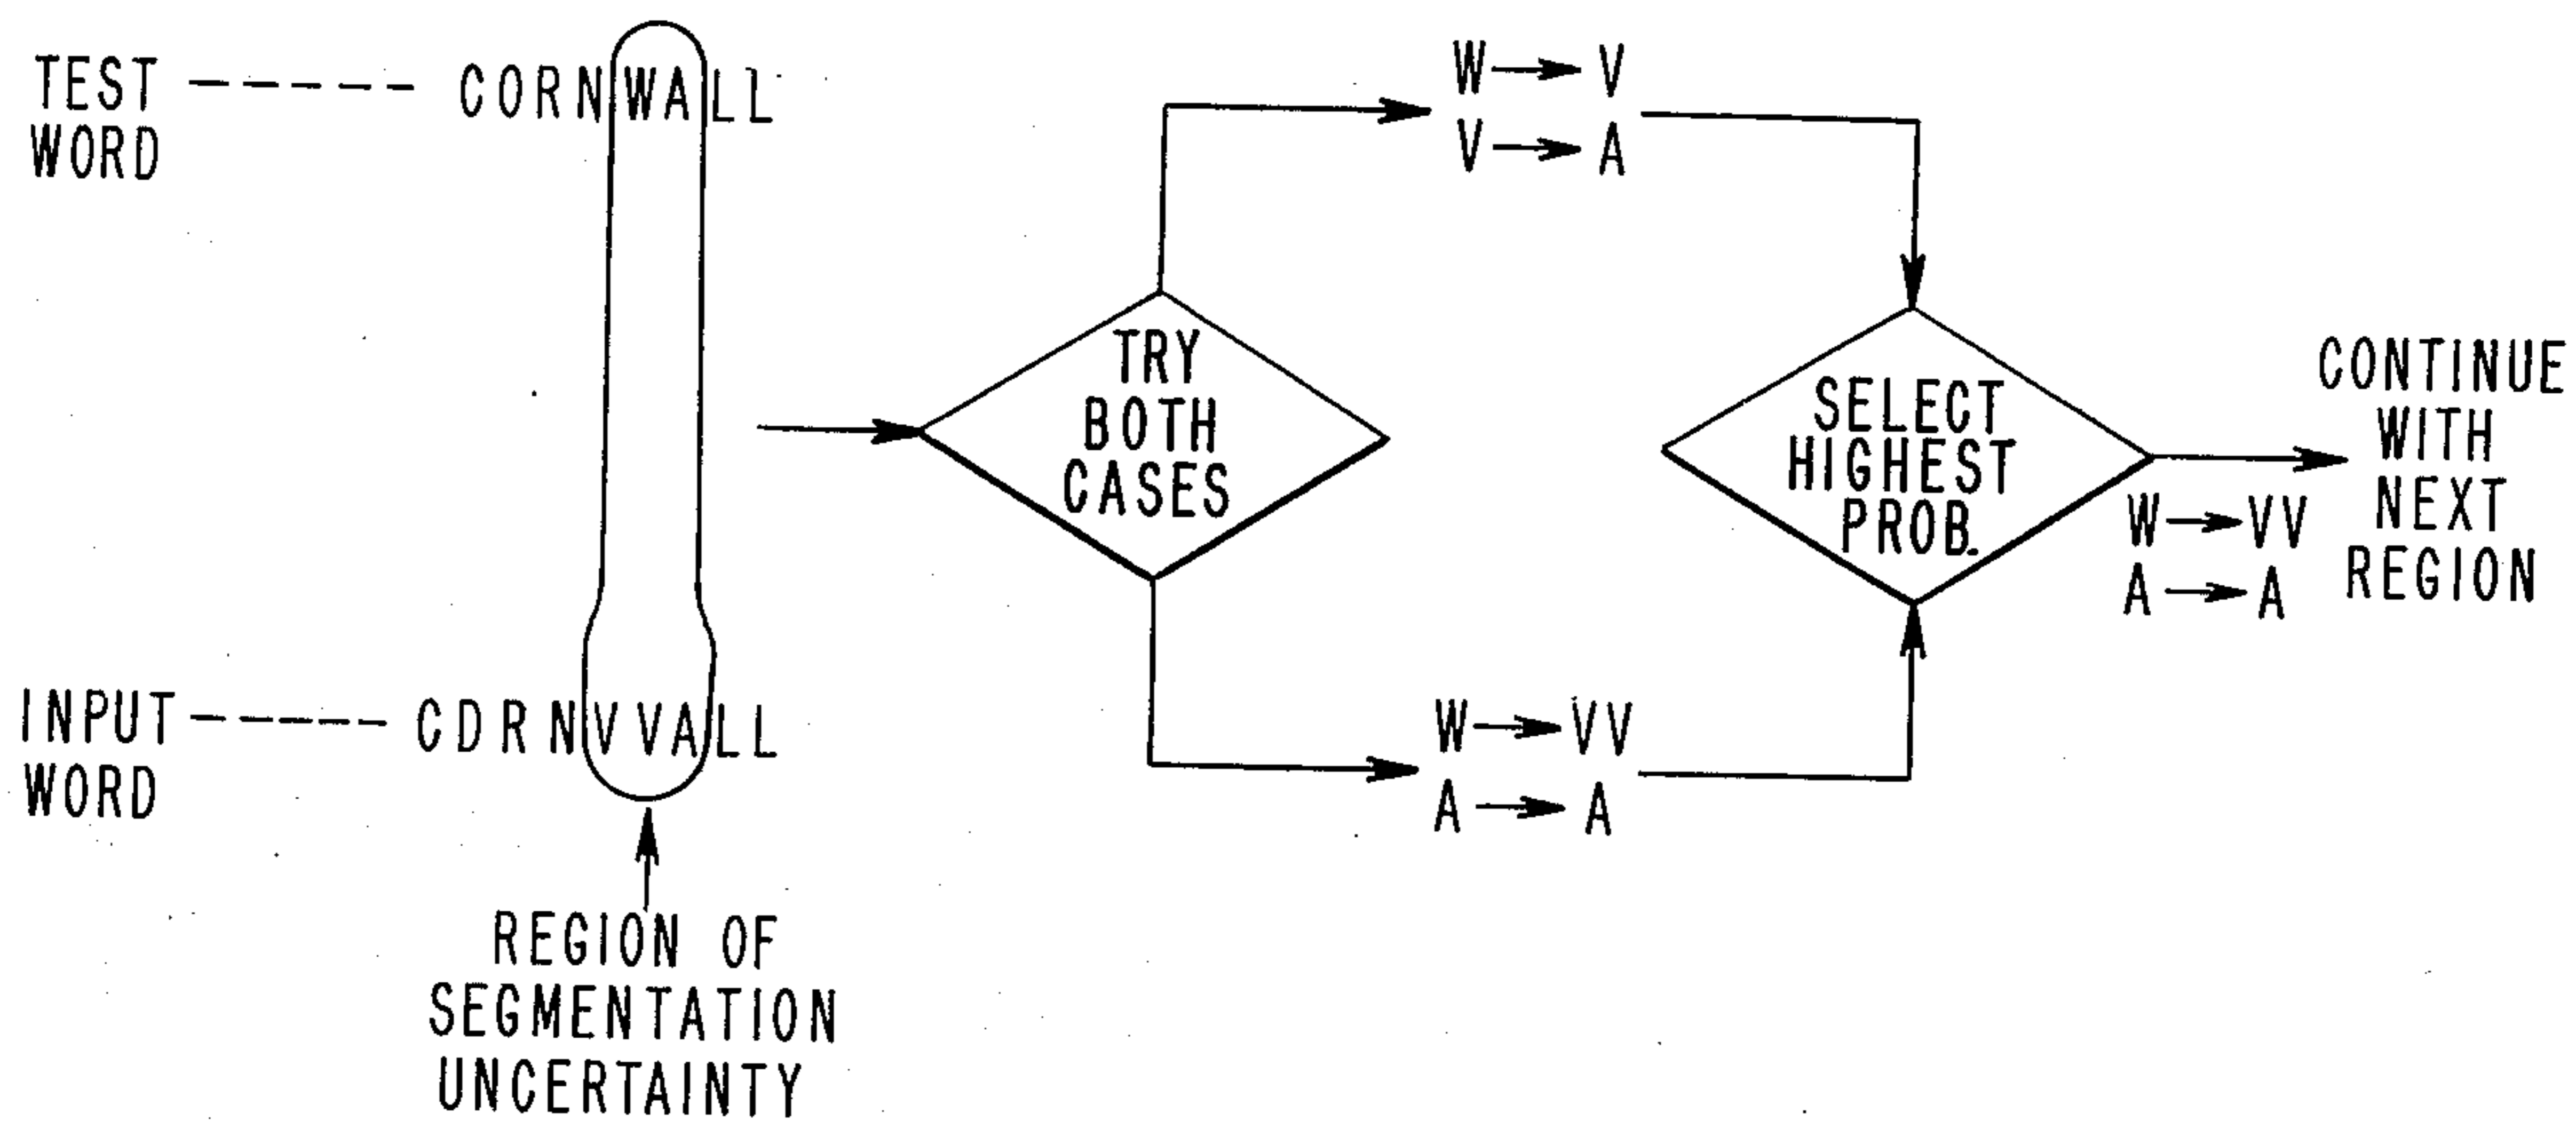 TEST WORD ------ CORNWALL
INPUT WORD ----- CDRNVVALL
REGION OF
SEGMENTATION
UNCERTAINTY
TRY
BOTH
CASES
W→V
V→A
W→VV
A→A
SELECT
HIGHEST
PROB.
W→VV
A→A
CONTINUE
WITH
NEXT
REGION